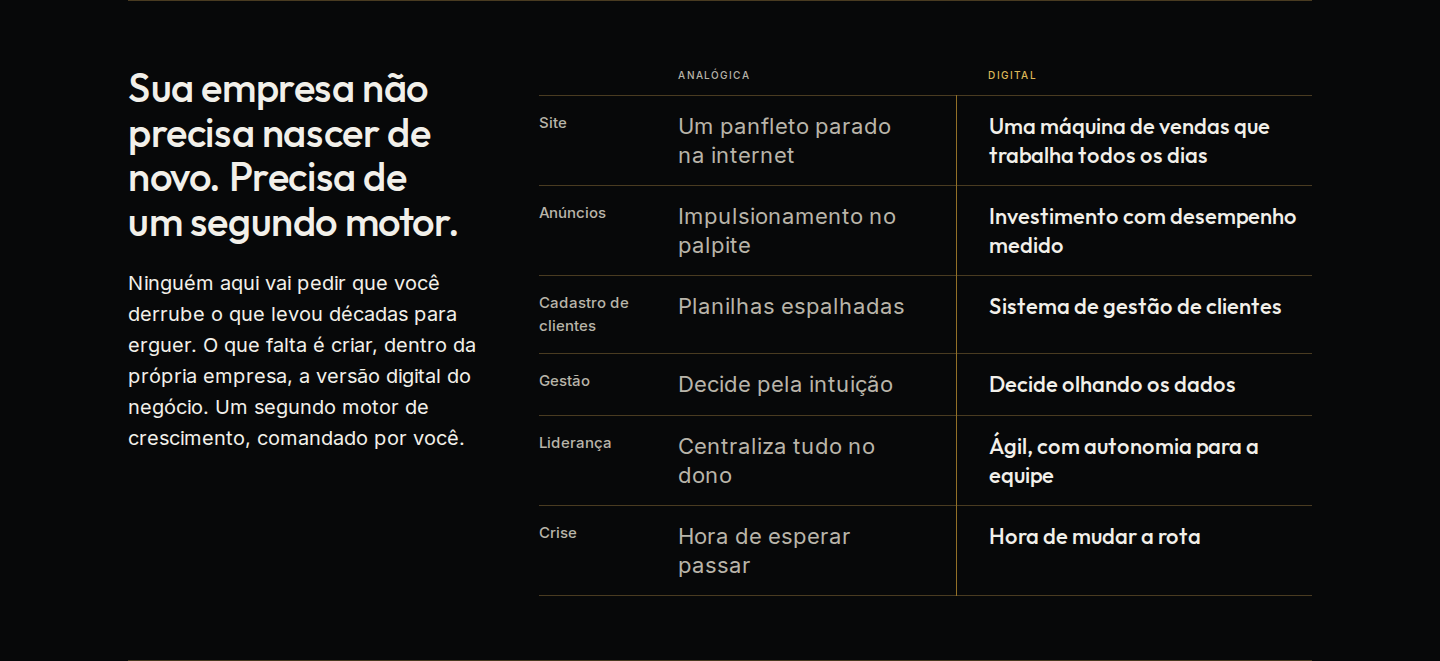 Sua empresa não
precisa nascer de
novo. Precisa de
um segundo motor.
Ninguém aqui vai pedir que você
derrube o que levou décadas para
erguer. O que falta é criar, dentro da
própria empresa, a versão digital do
negócio. Um segundo motor de
crescimento, comandado por você.
ANALÓGICA
DIGITAL
Site
Um panfleto parado
na internet
Uma máquina de vendas que
trabalha todos os dias
Anúncios
Impulsionamento no
palpite
Investimento com desempenho
medido
Cadastro de
clientes
Planilhas espalhadas
Sistema de gestão de clientes
Gestão
Decide pela intuição
Decide olhando os dados
Liderança
Centraliza tudo no
dono
Ágil, com autonomia para a
equipe
Crise
Hora de esperar
passar
Hora de mudar a rota